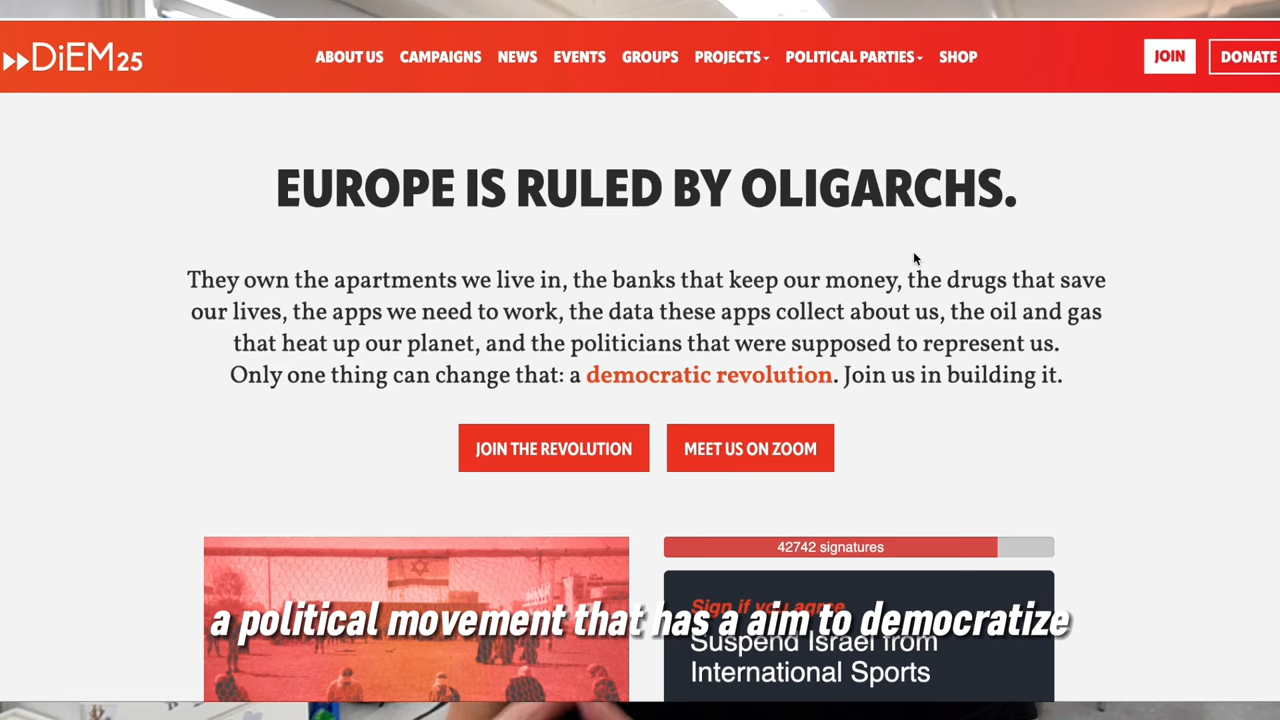 DiEM25
ABOUT US CAMPAIGNS NEWS EVENTS GROUPS PROJECTS POLITICAL PARTIES SHOP
JOIN DONATE
EUROPE IS RULED BY OLIGARCHS.
They own the apartments we live in, the banks that keep our money, the drugs that save
our lives, the apps we need to work, the data these apps collect about us, the oil and gas
that heat up our planet, and the politicians that were supposed to represent us.
Only one thing can change that: a democratic revolution. Join us in building it.
JOIN THE REVOLUTION MEET US ON ZOOM
42742 signatures
Sign if you agree
a political movement that has a aim to democratize
Suspend Israel from
International Sports